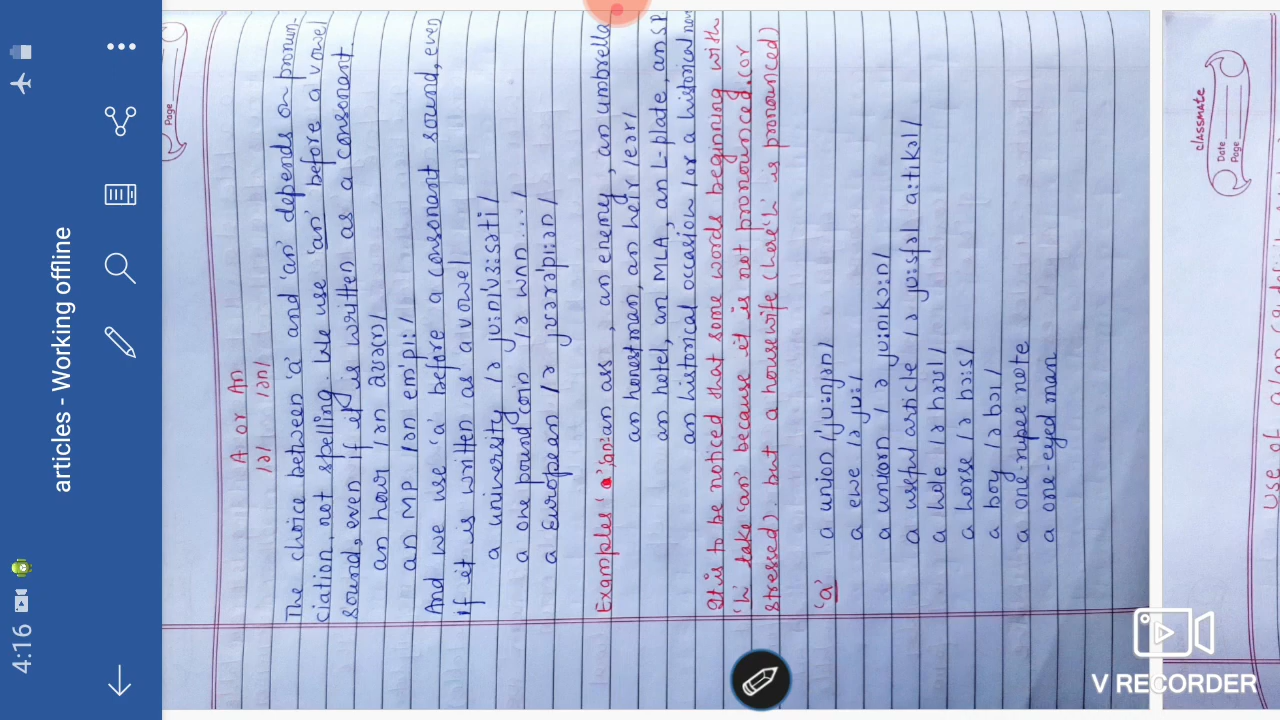 4:16
articles - Working offline
Page
A or An
/ə/ /ən/
The choice between 'a' and 'an' depends on pronun-
ciation, not spelling. We use 'an' before a vowel
sound, even if it is written as a consonant.
an hour /ən aʊə(r)/
an MP /ən em'pi:/
And we use 'a' before a consonant sound, even
If it is written as a vowel
a university /ə ju:nɪ'vɜ:səti/
a one pound coin /ə wʌn..../
a European /ə jʊərə'pi:ən/
Examples 'an'- an ass, an enemy, an umbrella
an honest man, an heir /eər/
an hotel, an MLA, an L-plate, an SP
an historical occasion /or a historical
It is to be noticed that some words beginning with
'h' take 'an' because it is not pronounced. (or
stressed). but a housewife (here 'h' is pronounced)
'a'
a union /'ju:njən/
a ewe /ə ju:/
a unicorn / ə ju:nɪkɔ:n/
a useful article /ə ju:sfəl a:tɪkəl/
a hole /ə həʊl/
a horse /ə hɔ:s/
a boy /ə bɔɪ/
a one-rupee note
a one-eyed man
classmate
Date
Page
V RECORDER